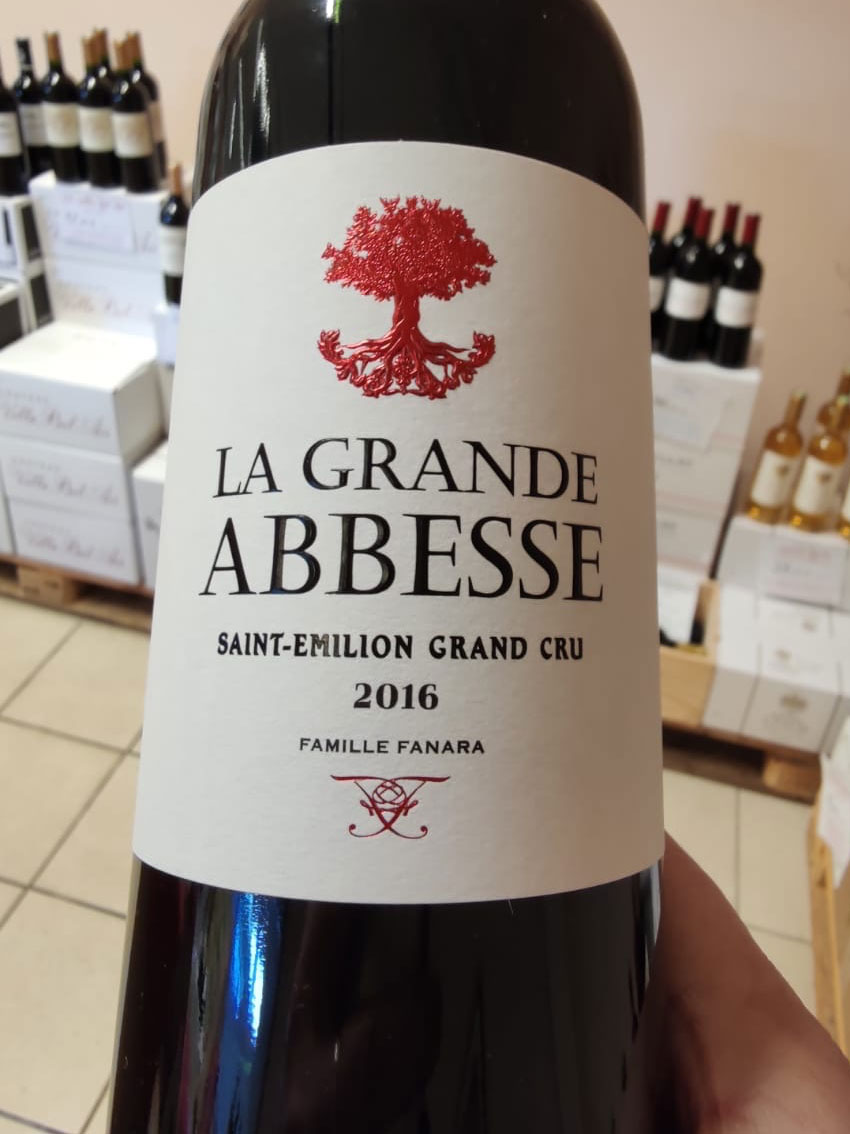 LA GRANDE
ABBESSE
SAINT-EMILION GRAND CRU
2016
FAMILLE FANARA